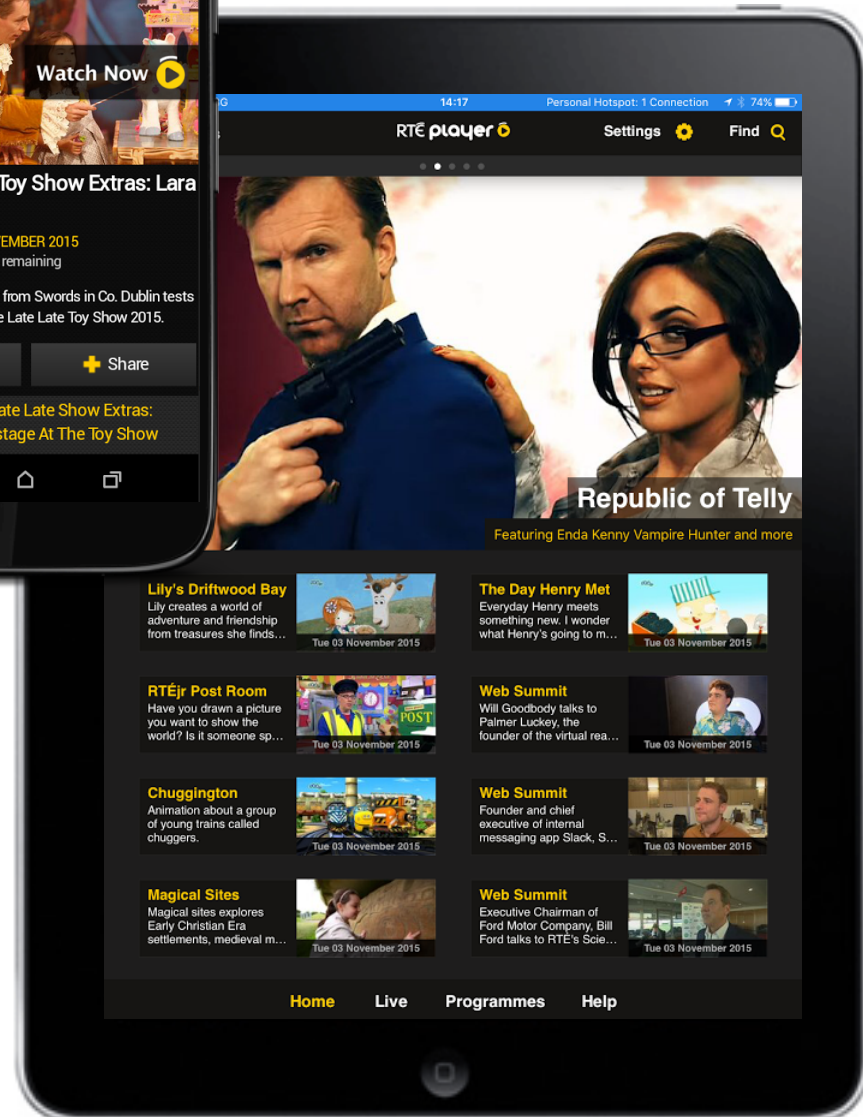 Watch Now
Toy Show Extras: Lara
EMBER 2015
remaining
from Swords in Co. Dublin tests
e Late Late Toy Show 2015.
Share
ate Late Show Extras:
stage At The Toy Show
G 14:17 Personal Hotspot: 1 Connection 74%
RTÉ player Settings Find
Republic of Telly
Featuring Enda Kenny Vampire Hunter and more
Lily's Driftwood Bay
Lily creates a world of
adventure and friendship
from treasures she finds...
Tue 03 November 2015
The Day Henry Met
Everyday Henry meets
something new. I wonder
what Henry's going to m...
Tue 03 November 2015
RTÉjr Post Room
Have you drawn a picture
you want to show the
world? Is it someone sp...
POST
Tue 03 November 2015
Web Summit
Will Goodbody talks to
Palmer Luckey, the
founder of the virtual rea...
Tue 03 November 2015
Chuggington
Animation about a group
of young trains called
chuggers.
Tue 03 November 2015
Web Summit
Founder and chief
executive of internal
messaging app Slack, S...
Tue 03 November 2015
Magical Sites
Magical sites explores
Early Christian Era
settlements, medieval m...
Tue 03 November 2015
Web Summit
Executive Chairman of
Ford Motor Company, Bill
Ford talks to RTÉ's Scie...
Tue 03 November 2015
Home Live Programmes Help